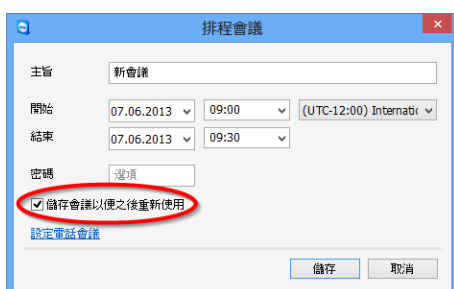 排程會議
主旨 新會議
開始 07.06.2013 09:00 (UTC-12:00) Internatic
結束 07.06.2013 09:30
密碼 選項
儲存會議以便之後重新使用
設定電話會議
儲存 取消